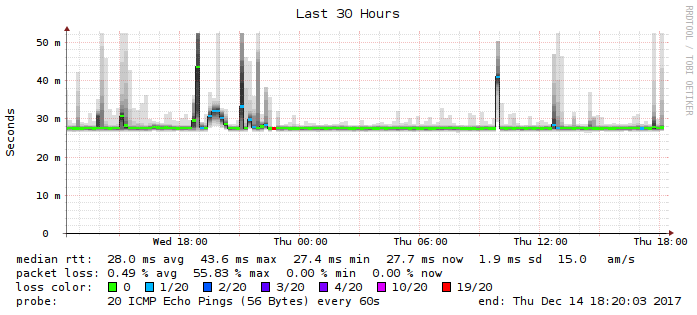 Last 30 Hours
RRDTOOL / TOBI OETIKER
Seconds
50 m
40 m
30 m
20 m
10 m
0
Wed 18:00 Thu 00:00 Thu 06:00 Thu 12:00 Thu 18:00
median rtt: 28.0 ms avg 43.6 ms max 27.4 ms min 27.7 ms now 1.9 ms sd 15.0 am/s
packet loss: 0.49 % avg 55.83 % max 0.00 % min 0.00 % now
loss color: 0 1/20 2/20 3/20 4/20 10/20 19/20
probe: 20 ICMP Echo Pings (56 Bytes) every 60s end: Thu Dec 14 18:20:03 2017